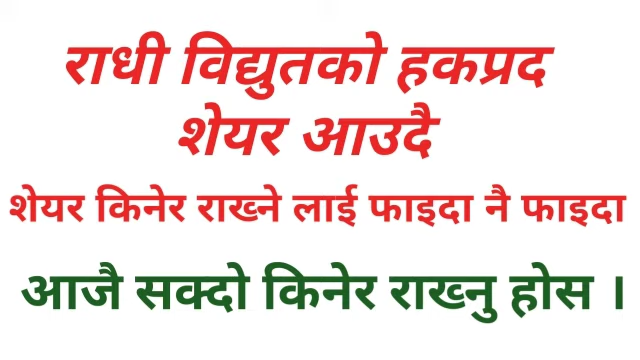 राधी विद्युतको हकप्रद
शेयर आउदै
शेयर किनेर राख्ने लाई फाइदा नै फाइदा
आजै सक्दो किनेर राख्नु होस ।